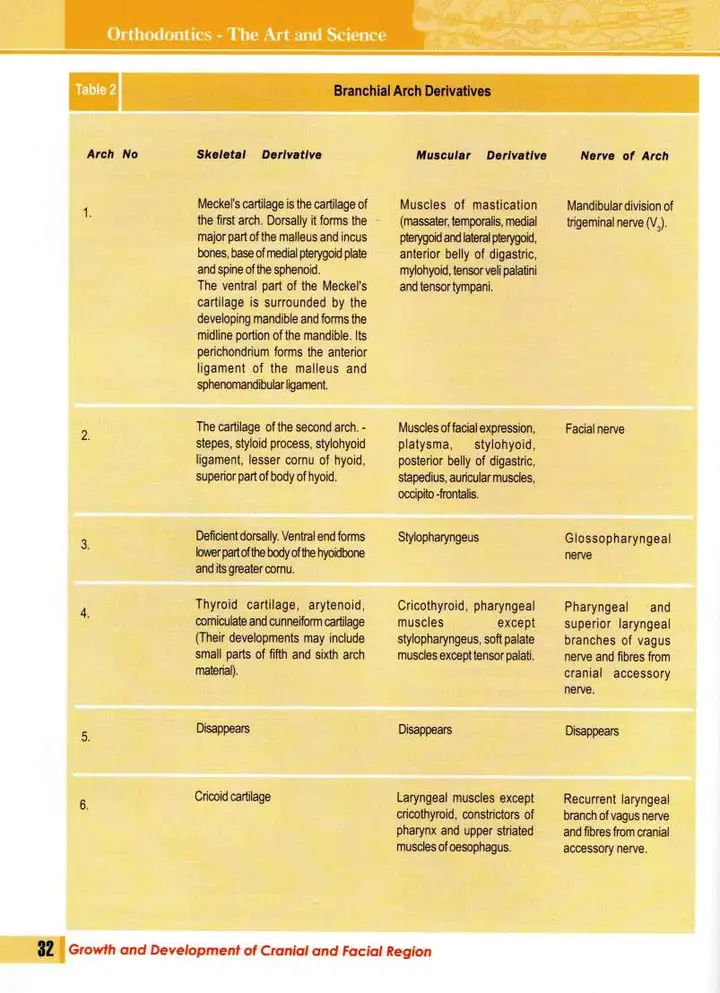 Orthodontics - The Art and Science
Table 2
Branchial Arch Derivatives
Arch No Skeletal Derivative Muscular Derivative Nerve of Arch
1.
Meckel's cartilage is the cartilage of
the first arch. Dorsally it forms the
major part of the malleus and incus
bones, base of medial pterygoid plate
and spine of the sphenoid.
The ventral part of the Meckel's
cartilage is surrounded by the
developing mandible and forms the
midline portion of the mandible. Its
perichondrium forms the anterior
ligament of the malleus and
sphenomandibular ligament.
Muscles of mastication
(massater, temporalis, medial
pterygoid and lateral pterygoid,
anterior belly of digastric,
mylohyoid, tensor veli palatini
and tensor tympani.
Mandibular division of
trigeminal nerve (V3).
2.
The cartilage of the second arch. -
stepes, styloid process, stylohyoid
ligament, lesser cornu of hyoid,
superior part of body of hyoid.
Muscles of facial expression,
platysma, stylohyoid,
posterior belly of digastric,
stapedius, auricular muscles,
occipito -frontalis.
Facial nerve
3.
Deficient dorsally. Ventral end forms
lower part of the body of the hyoidbone
and its greater cornu.
Stylopharyngeus
Glossopharyngeal
nerve
4.
Thyroid cartilage, arytenoid,
corniculate and cunneiform cartilage
(Their developments may include
small parts of fifth and sixth arch
material).
Cricothyroid, pharyngeal
muscles except
stylopharyngeus, soft palate
muscles except tensor palati.
Pharyngeal and
superior laryngeal
branches of vagus
nerve and fibres from
cranial accessory
nerve.
5.
Disappears
Disappears
Disappears
6.
Cricoid cartilage
Laryngeal muscles except
cricothyroid, constrictors of
pharynx and upper striated
muscles of oesophagus.
Recurrent laryngeal
branch of vagus nerve
and fibres from cranial
accessory nerve.
32 Growth and Development of Cranial and Facial Region